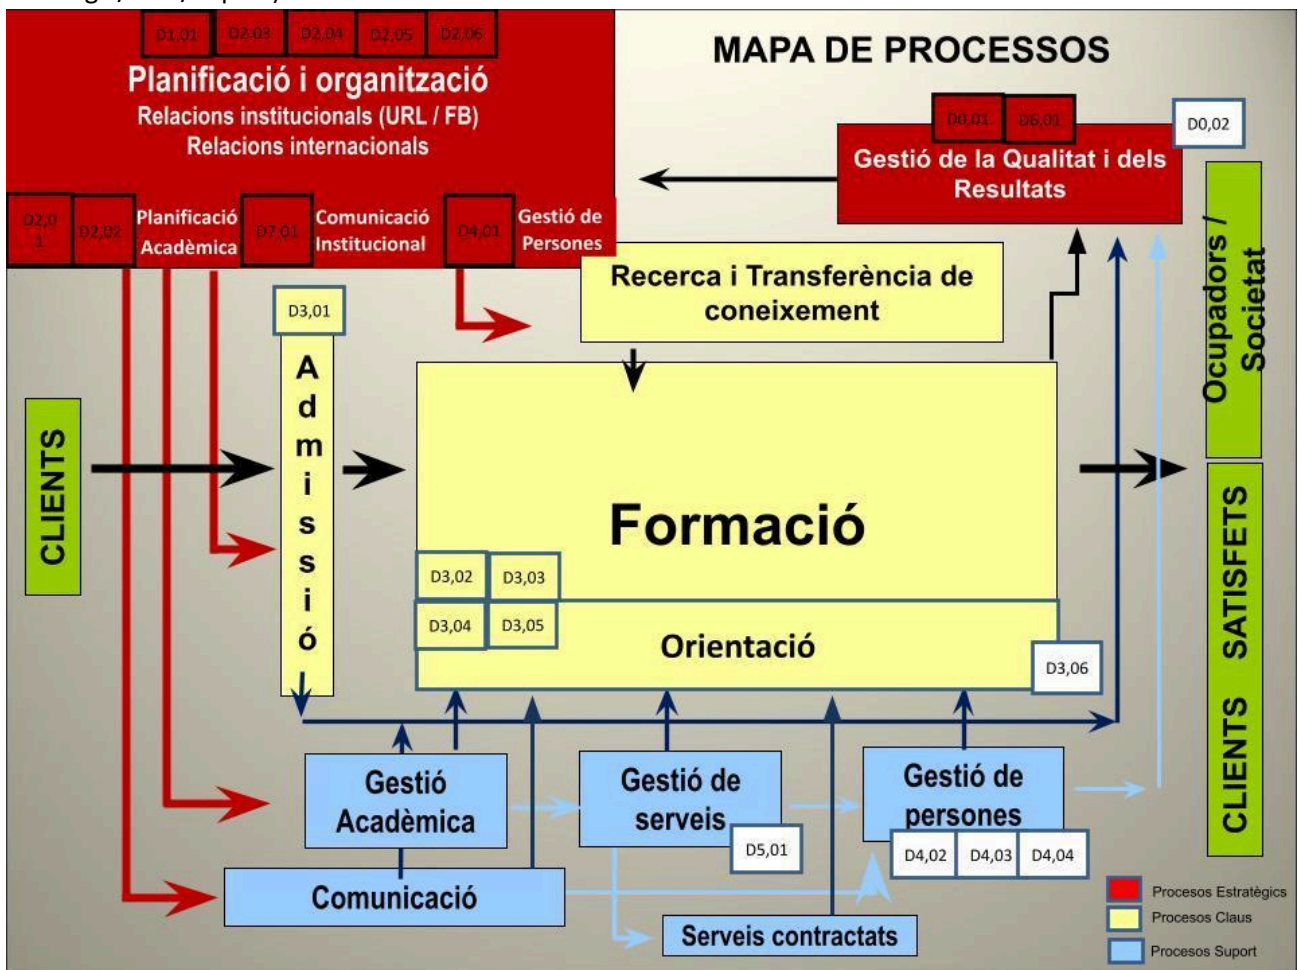 D1,01 D2.03 D2,04 D2,05 D2,06
Planificació i organització
Relacions institucionals (URL / FB)
Relacions internacionals
MAPA DE PROCESSOS
D0,01 D6,01
D0,02
Gestió de la Qualitat i dels
Resultats
D2,0
1
D2,02
Planificació
Acadèmica
D7,01
Comunicació
Institucional
D4,01
Gestió de
Persones
Recerca i Transferència de
coneixement
D3,01
Admissió
CLIENTS
Formació
D3,02 D3,03
D3,04 D3,05
Orientació
D3,06
Ocupadors /
Societat
CLIENTS SATISFETS
Gestió
Acadèmica
Gestió de
serveis
D5,01
Gestió de
persones
D4,02 D4,03 D4,04
Comunicació
Serveis contractats
Procesos Estratègics
Procesos Claus
Procesos Suport